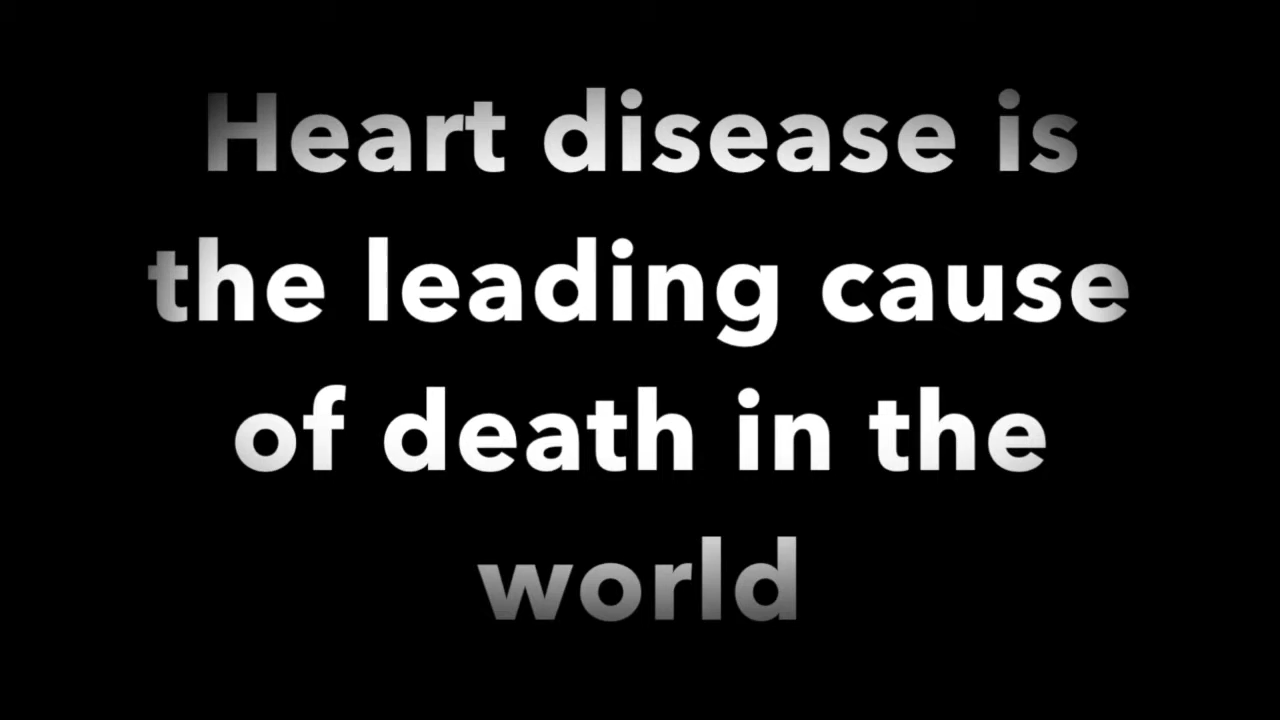 Heart disease is
the leading cause
of death in the
world